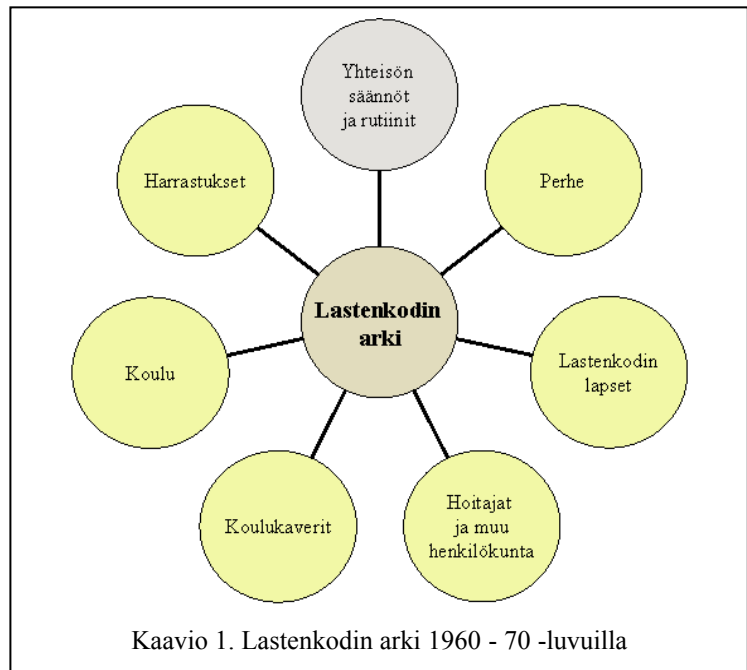 Yhteisön
säännöt
ja rutiinit
Harrastukset
Perhe
Lastenkodin
arki
Koulu
Lastenkodin
lapset
Koulukaverit
Hoitajat
ja muu
henkilökunta
Kaavio 1. Lastenkodin arki 1960 - 70 -luvuilla